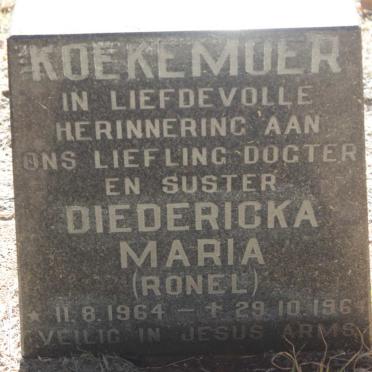 KOEKEMOER
IN LIEFDEVOLLE
HERINNERING AAN
ONS LIEFLING DOGTER
EN SUSTER
DIEDERICKA
MARIA
(RONEL)
* 11.8.1964 – + 29.10.196
VEILIG IN JESUS ARMS